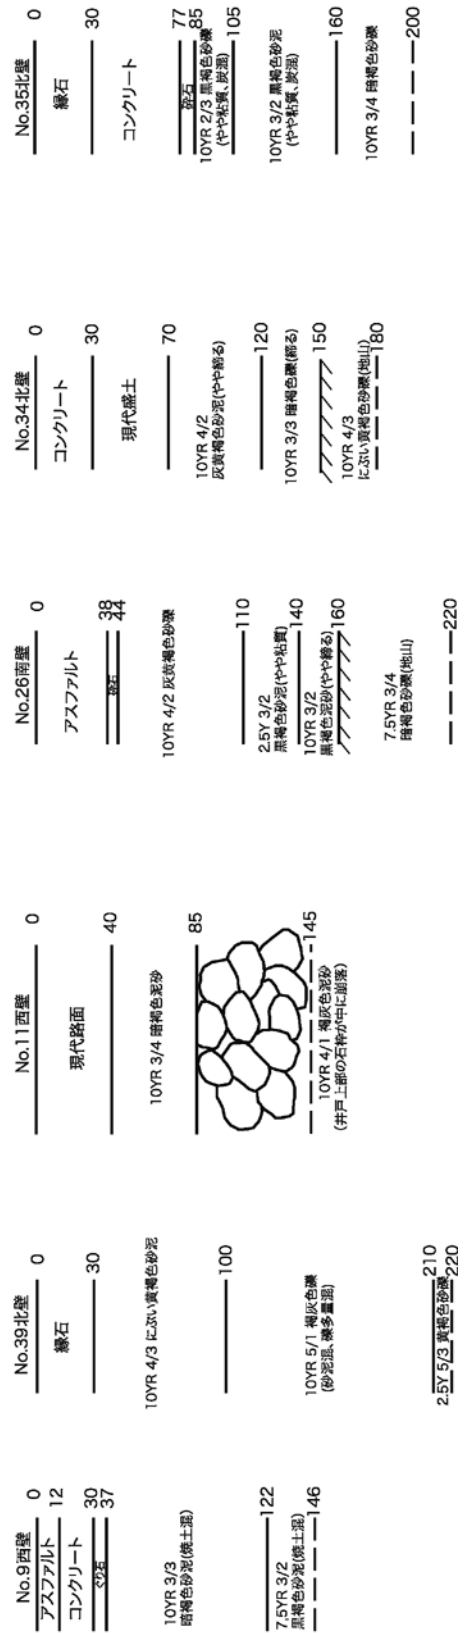 No.9西壁
0
アスファルト
12
コンクリート
30
ぐり石
37
10YR 3/3
暗褐色砂泥(焼土混)
122
7.5YR 3/2
黒褐色砂泥(焼土混)
146
No.39北壁
0
縁石
30
10YR 4/3 にぶい黄褐色砂泥
100
10YR 5/1 褐灰色礫
(砂泥混、礫多量混)
210
2.5Y 5/3 黄褐色砂礫
220
No.11西壁
0
現代路面
40
10YR 3/4 暗褐色泥砂
85
145
10YR 4/1 褐灰色泥砂
(井戸上部の石枠が中に崩落)
No.26南壁
0
アスファルト
38
砕石
44
10YR 4/2 灰黄褐色砂礫
110
2.5Y 3/2
黒褐色砂泥(やや粘質)
140
10YR 3/2
黒褐色泥砂(やや締る)
160
7.5YR 3/4
暗褐色砂礫(地山)
220
No.34北壁
0
コンクリート
30
現代盛土
70
10YR 4/2
灰黄褐色砂泥(やや締る)
120
10YR 3/3 暗褐色礫(締る)
150
10YR 4/3
にぶい黄褐色砂礫(地山)
180
No.35北壁
0
縁石
30
コンクリート
77
砕石
85
10YR 2/3 黒褐色砂礫
(やや粘質、炭混)
105
10YR 3/2 黒褐色砂泥
(やや粘質、炭混)
160
10YR 3/4 暗褐色砂礫
200